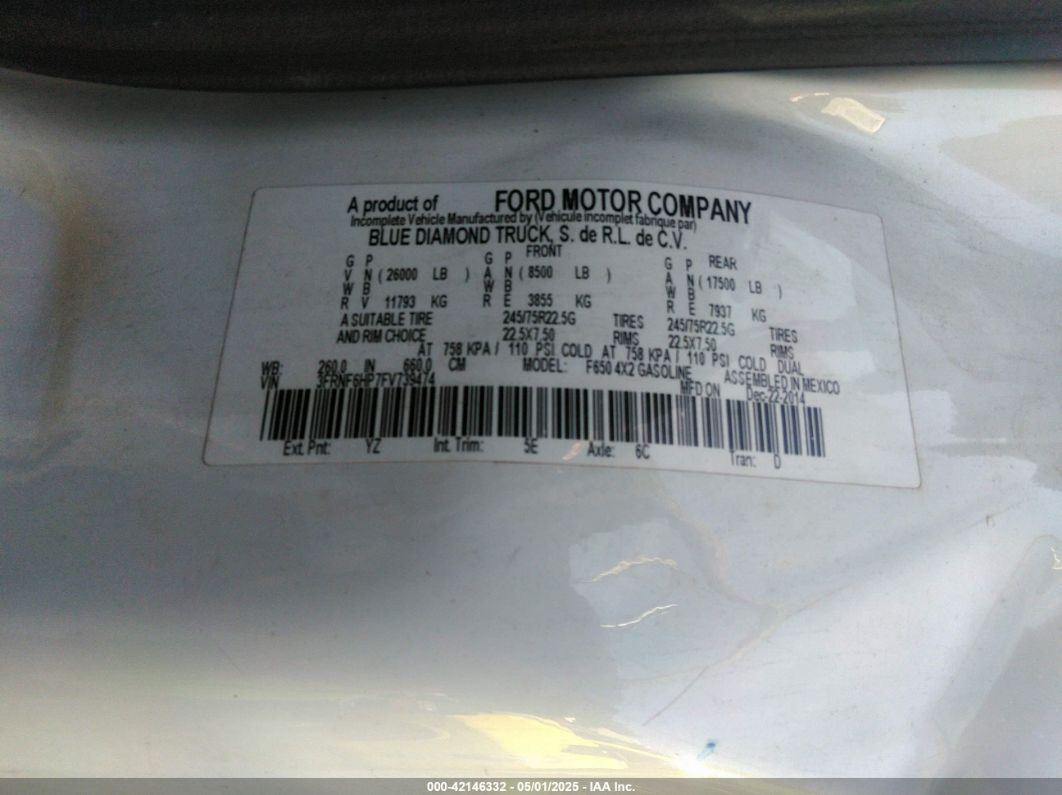 A product of FORD MOTOR COMPANY
Incomplete Vehicle Manufactured by (Vehicule incomplet fabrique par)
BLUE DIAMOND TRUCK, S. de R.L. de C.V.
FRONT REAR
G P G P G P
V N ( 26000 LB ) A N ( 8500 LB ) A N ( 17500 LB )
W B W B W B
R V 11793 KG R E 3855 KG R E 7937 KG
A SUITABLE TIRE 245/75R22.5G TIRES 245/75R22.5G TIRES
AND RIM CHOICE 22.5X7.50 RIMS 22.5X7.50 RIMS
AT 758 KPA / 110 PSI COLD AT 758 KPA / 110 PSI COLD DUAL
WB: 260.0 IN 660.0 CM MODEL: F650 4X2 GASOLINE ASSEMBLED IN MEXICO
VIN 3FRNF6HP7FV739474 MFD ON Dec-22-2014
Ext. Pnt: YZ Int. Trim: 5E Axle: 6C Tran: D
000-42146332 - 05/01/2025 - IAA Inc.